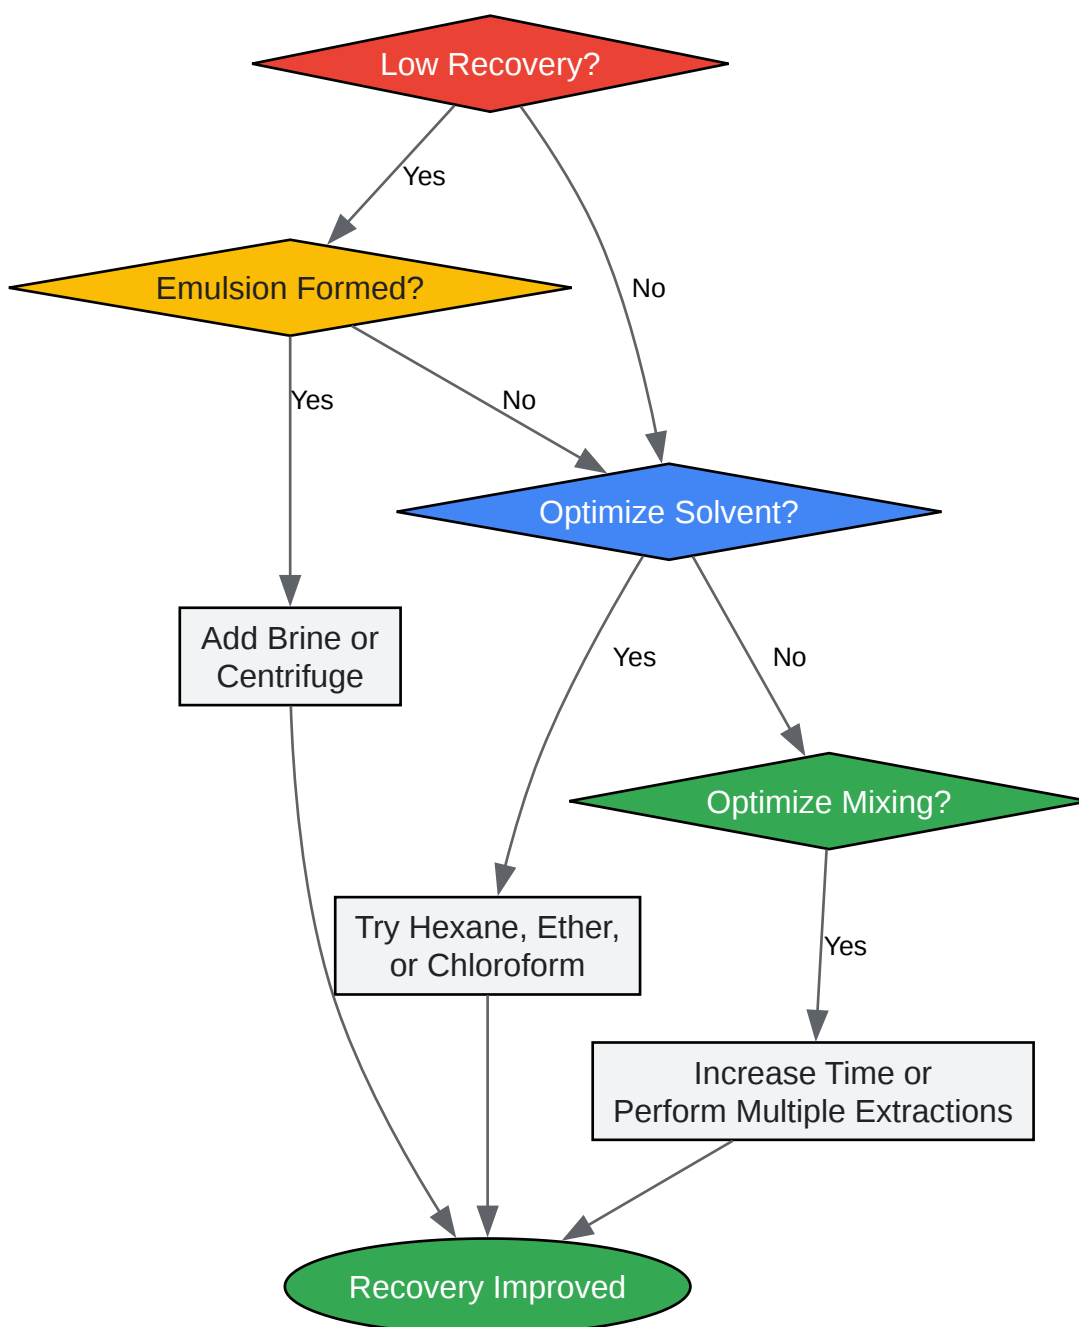 Low Recovery?
Yes
Emulsion Formed?
No
Yes
No
Optimize Solvent?
Add Brine or
Centrifuge
Yes
No
Optimize Mixing?
Try Hexane, Ether,
or Chloroform
Yes
Increase Time or
Perform Multiple Extractions
Recovery Improved